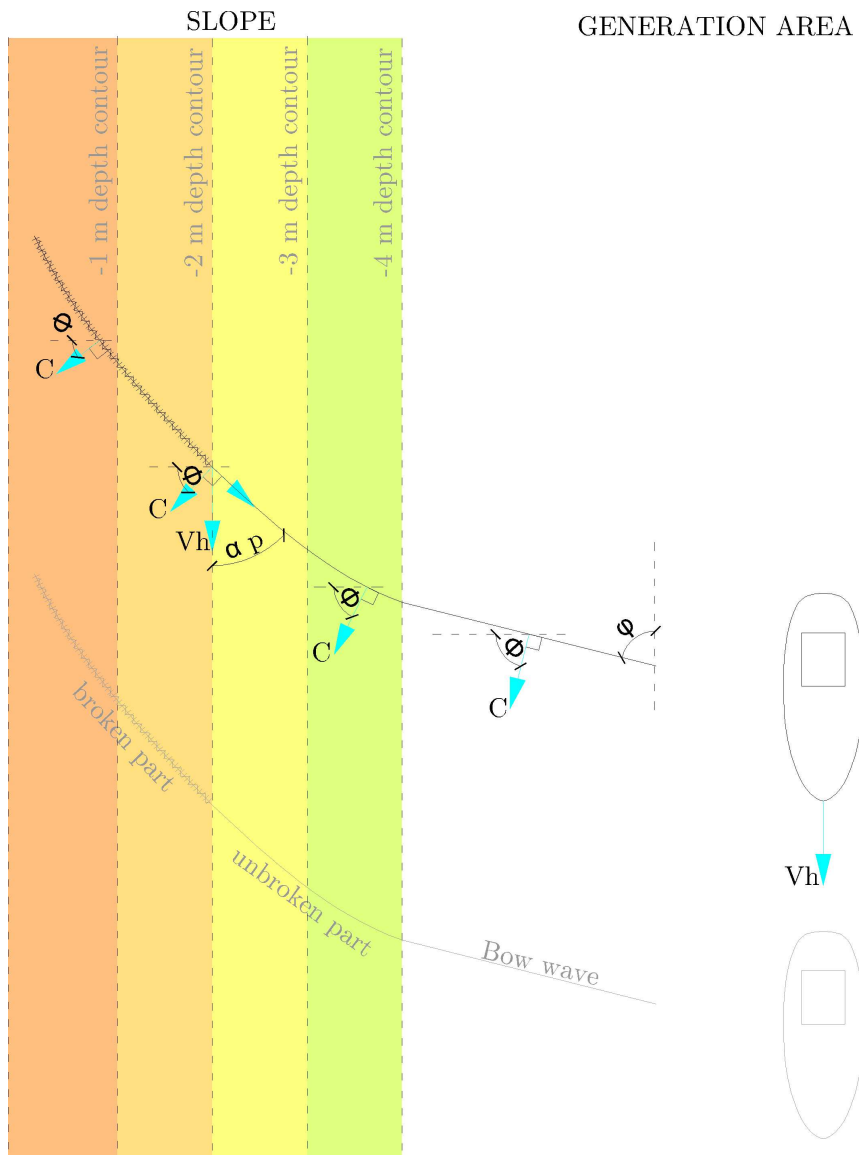 SLOPE
GENERATION AREA
-1 m depth contour
-2 m depth contour
-3 m depth contour
-4 m depth contour
Φ
C
Φ
C
Vh
α p
Φ
C
φ
Φ
C
broken part
unbroken part
Vh
Bow wave